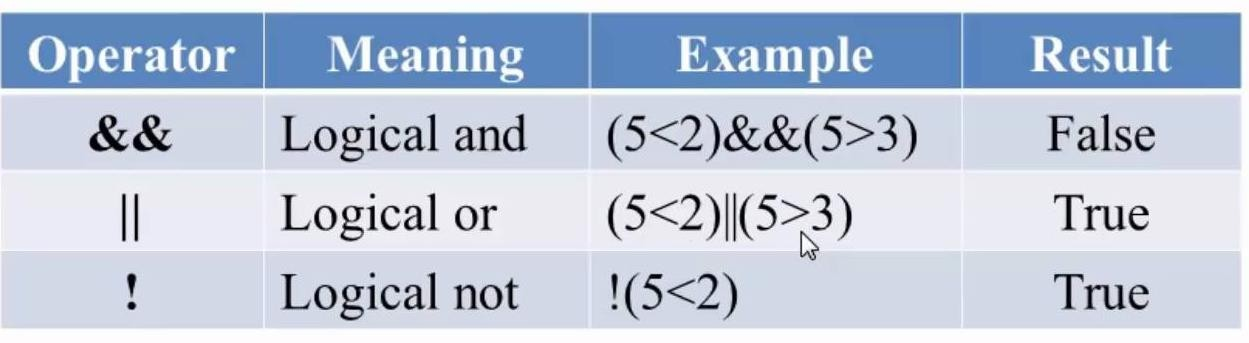 Operator Meaning Example Result
&& Logical and (5<2)&&(5>3) False
|| Logical or (5<2)||(5>3) True
! Logical not !(5<2) True